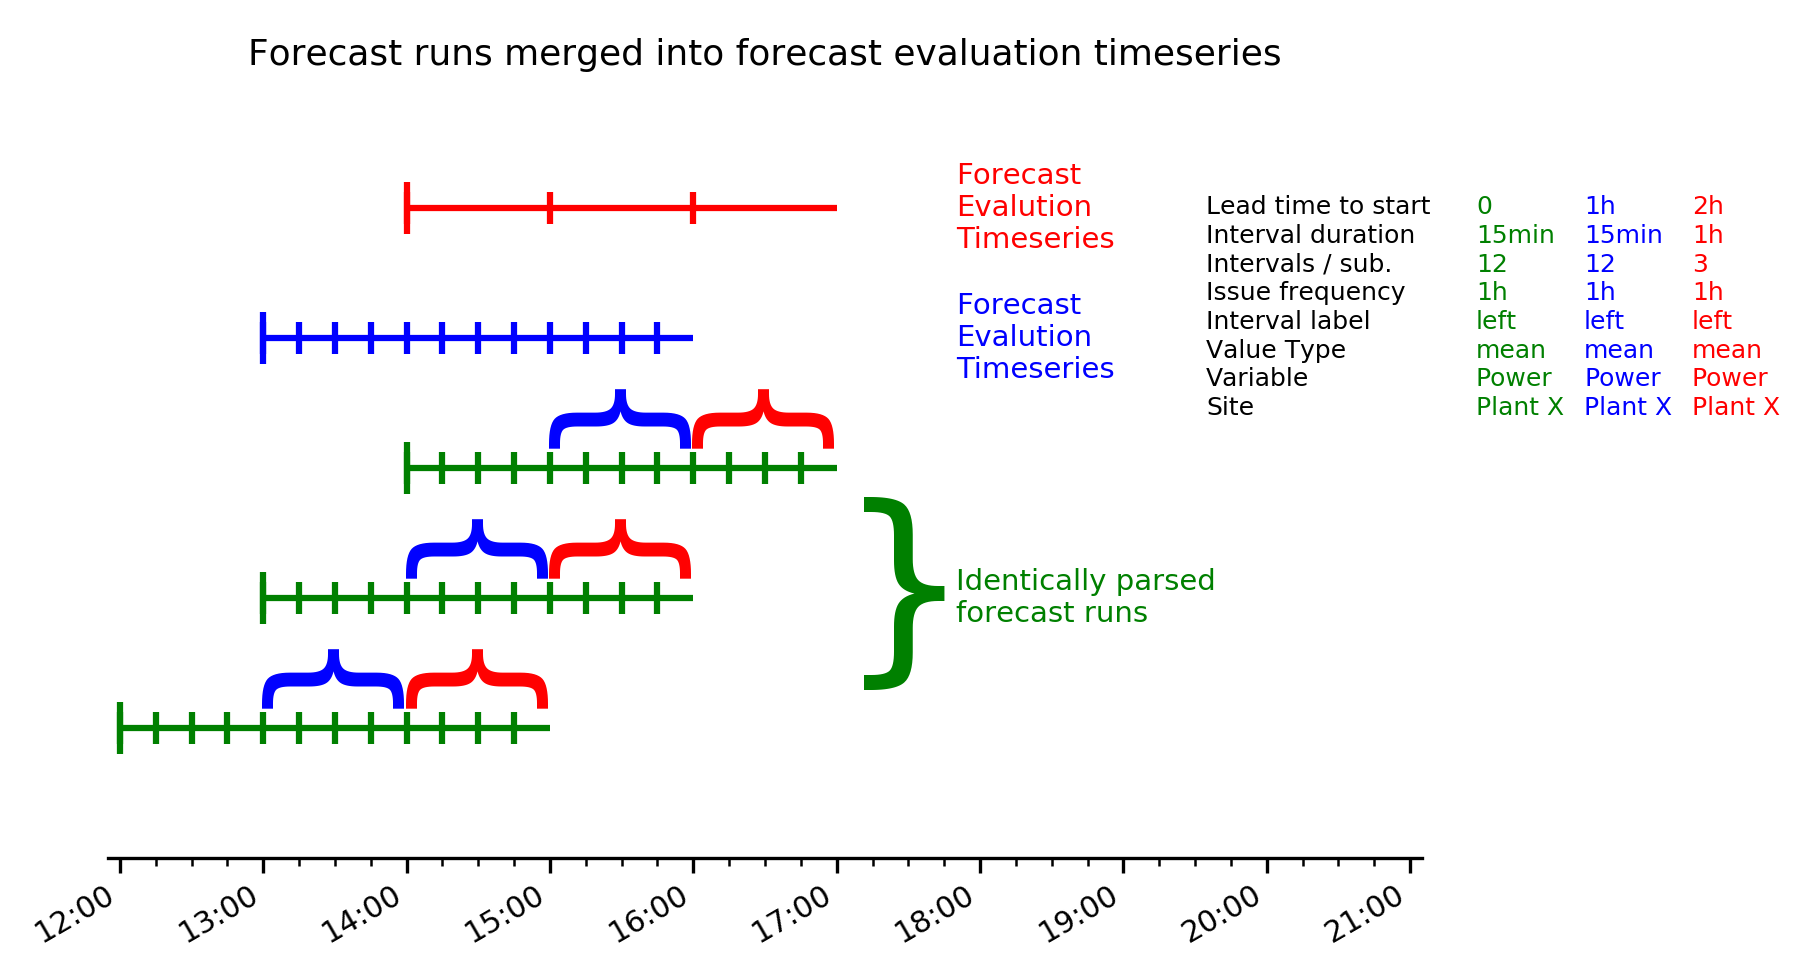 Forecast runs merged into forecast evaluation timeseries
Forecast
Evalution
Timeseries
Forecast
Evalution
Timeseries
Lead time to start 0 1h 2h
Interval duration 15min 15min 1h
Intervals / sub. 12 12 3
Issue frequency 1h 1h 1h
Interval label left left left
Value Type mean mean mean
Variable Power Power Power
Site Plant X Plant X Plant X
Identically parsed
forecast runs
12:00 13:00 14:00 15:00 16:00 17:00 18:00 19:00 20:00 21:00